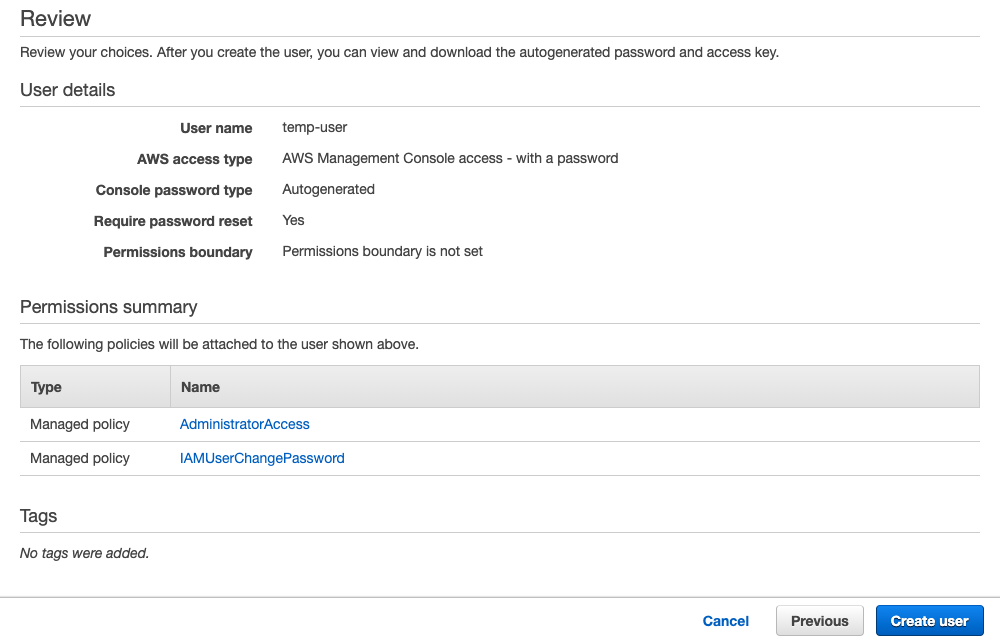 Review
Review your choices. After you create the user, you can view and download the autogenerated password and access key.
User details
User name temp-user
AWS access type AWS Management Console access - with a password
Console password type Autogenerated
Require password reset Yes
Permissions boundary Permissions boundary is not set
Permissions summary
The following policies will be attached to the user shown above.
Type Name
Managed policy AdministratorAccess
Managed policy IAMUserChangePassword
Tags
No tags were added.
Cancel Previous Create user